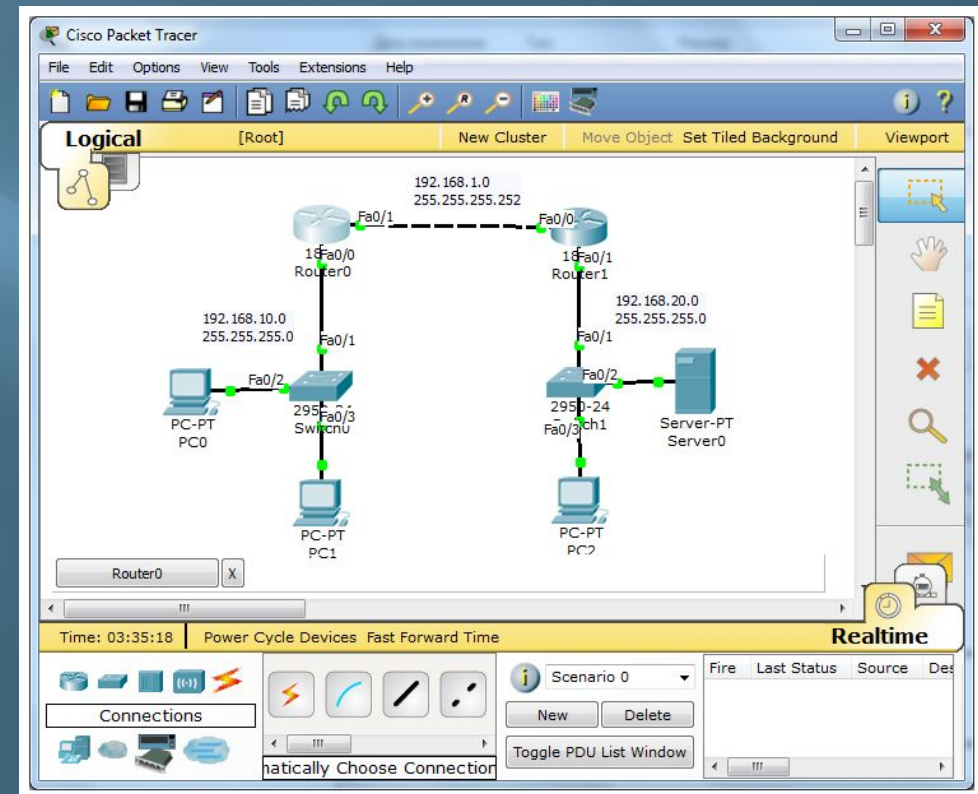 Cisco Packet Tracer
File Edit Options View Tools Extensions Help
Logical [Root] New Cluster Move Object Set Tiled Background Viewport
192.168.1.0
255.255.255.252
Fa0/1 Fa0/0
Fa0/0 Fa0/1
Router0 Router1
192.168.20.0
255.255.255.0
192.168.10.0
255.255.255.0
Fa0/1 Fa0/1
Fa0/2 Fa0/2
2950-24
Fa0/3 Fa0/3
PC-PT
PC0
Server-PT
Server0
PC-PT
PC1
PC-PT
PC2
Router0 X
Time: 03:35:18 Power Cycle Devices Fast Forward Time Realtime
Connections
Scenario 0
New Delete
Toggle PDU List Window
Fire Last Status Source Des
natically Choose Connection